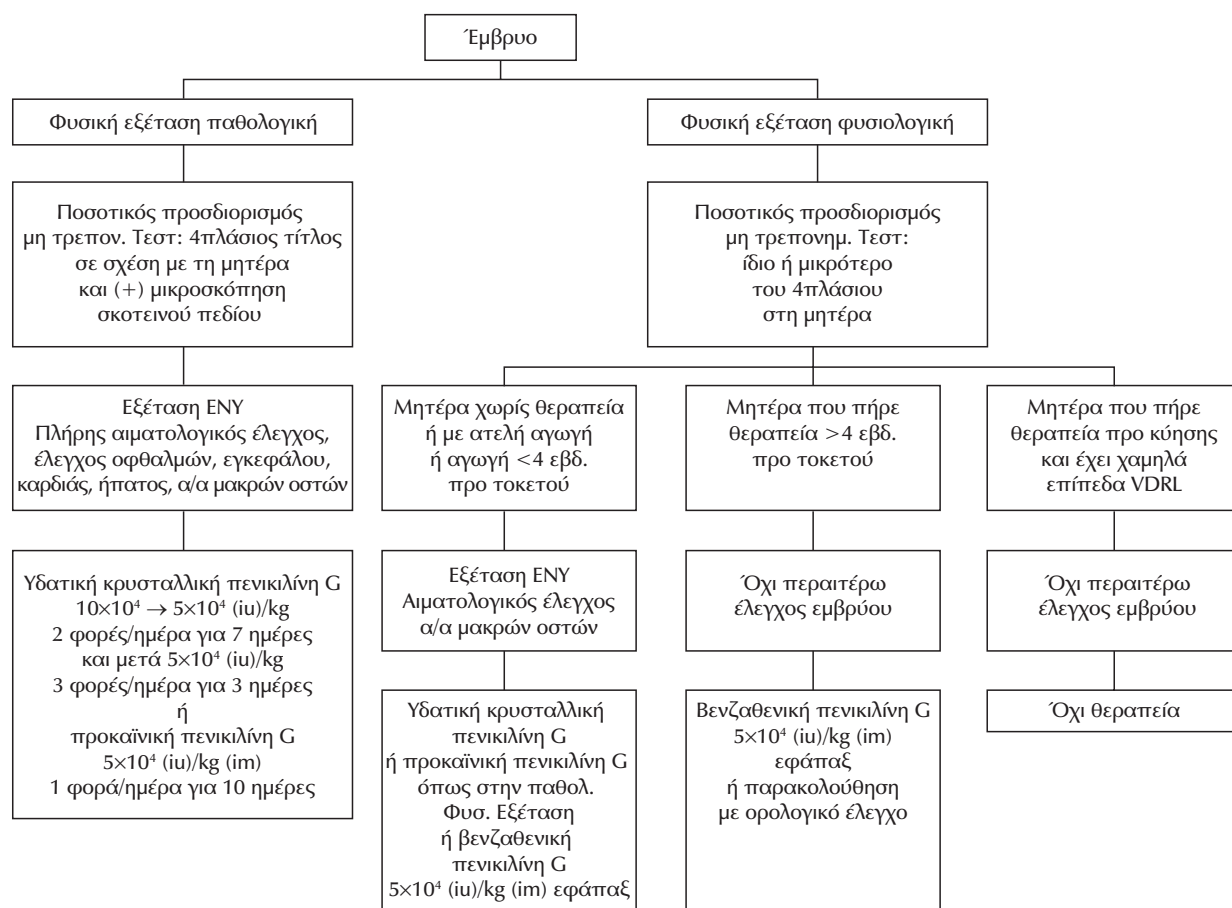 Έμβρυο
Φυσική εξέταση παθολογική
Φυσική εξέταση φυσιολογική
Ποσοτικός προσδιορισμός
μη τρεπον. Τεστ: 4πλάσιος τίτλος
σε σχέση με τη μητέρα
και (+) μικροσκόπηση
σκοτεινού πεδίου
Ποσοτικός προσδιορισμός
μη τρεπονημ. Τεστ:
ίδιο ή μικρότερο
του 4πλάσιου
στη μητέρα
Εξέταση ΕΝΥ
Πλήρης αιματολογικός έλεγχος,
έλεγχος οφθαλμών, εγκεφάλου,
καρδιάς, ήπατος, α/α μακρών οστών
Μητέρα χωρίς θεραπεία
ή με ατελή αγωγή
ή αγωγή <4 εβδ.
προ τοκετού
Μητέρα που πήρε
θεραπεία >4 εβδ.
προ τοκετού
Μητέρα που πήρε
θεραπεία προ κύησης
και έχει χαμηλά
επίπεδα VDRL
Υδατική κρυσταλλική πενικιλίνη G
10×10⁴ → 5×10⁴ (iu)/kg
2 φορές/ημέρα για 7 ημέρες
και μετά 5×10⁴ (iu)/kg
3 φορές/ημέρα για 3 ημέρες
ή
προκαϊνική πενικιλίνη G
5×10⁴ (iu)/kg (im)
1 φορά/ημέρα για 10 ημέρες
Εξέταση ΕΝΥ
Αιματολογικός έλεγχος
α/α μακρών οστών
Όχι περαιτέρω
έλεγχος εμβρύου
Όχι περαιτέρω
έλεγχος εμβρύου
Υδατική κρυσταλλική
πενικιλίνη G
ή προκαϊνική πενικιλίνη G
όπως στην παθολ.
Φυσ. Εξέταση
ή βενζαθενική
πενικιλίνη G
5×10⁴ (iu)/kg (im) εφάπαξ
Βενζαθενική πενικιλίνη G
5×10⁴ (iu)/kg (im)
εφάπαξ
ή παρακολούθηση
με ορολογικό έλεγχο
Όχι θεραπεία